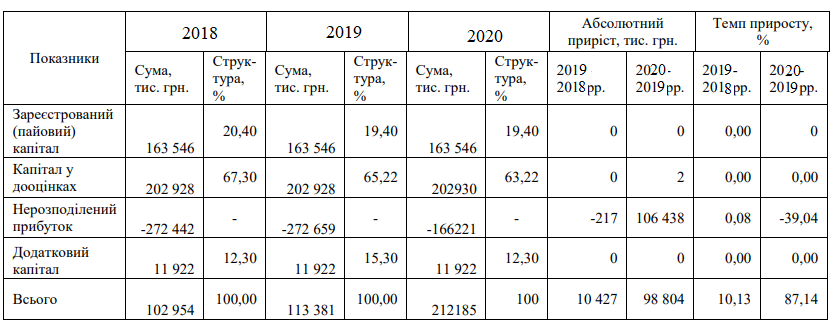 Показники 2018 2019 2020 Абсолютний приріст, тис. грн. Темп приросту, %
Сума, тис. грн. Струк-тура, % Сума, тис. грн. Струк-тура, % Сума, тис. грн. Струк-тура, % 2019 2018рр. 2020-2019рр. 2019-2018рр. 2020-2019рр.
Зареєстрований (пайовий) капітал 163 546 20,40 163 546 19,40 163 546 19,40 0 0 0,00 0
Капітал у дооцінках 202 928 67,30 202 928 65,22 202930 63,22 0 2 0,00 0,00
Нерозподілений прибуток -272 442 - -272 659 - -166221 - -217 106 438 0,08 -39,04
Додатковий капітал 11 922 12,30 11 922 15,30 11 922 12,30 0 0 0,00 0,00
Всього 102 954 100,00 113 381 100,00 212185 100 10 427 98 804 10,13 87,14